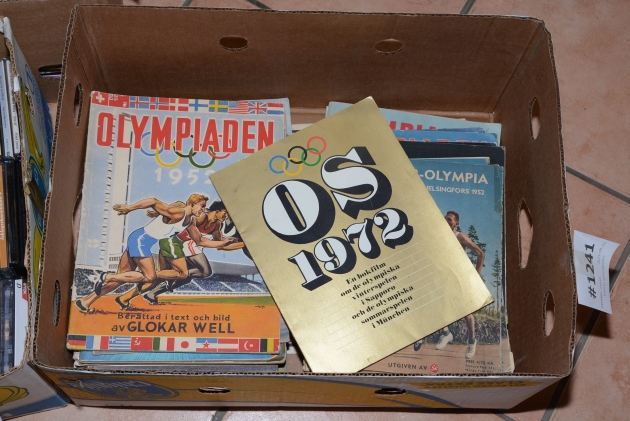 OLYMPIADEN
1952
Berättad i text och bild
av GLOKAR WELL
OS
1972
En bokfilm
om de olympiska
vinterspelen
i Sapporo
och de olympiska
sommarspelen
i München
-OLYMPIA
HELSINGFORS 1952
UTGIVEN AV
#1241